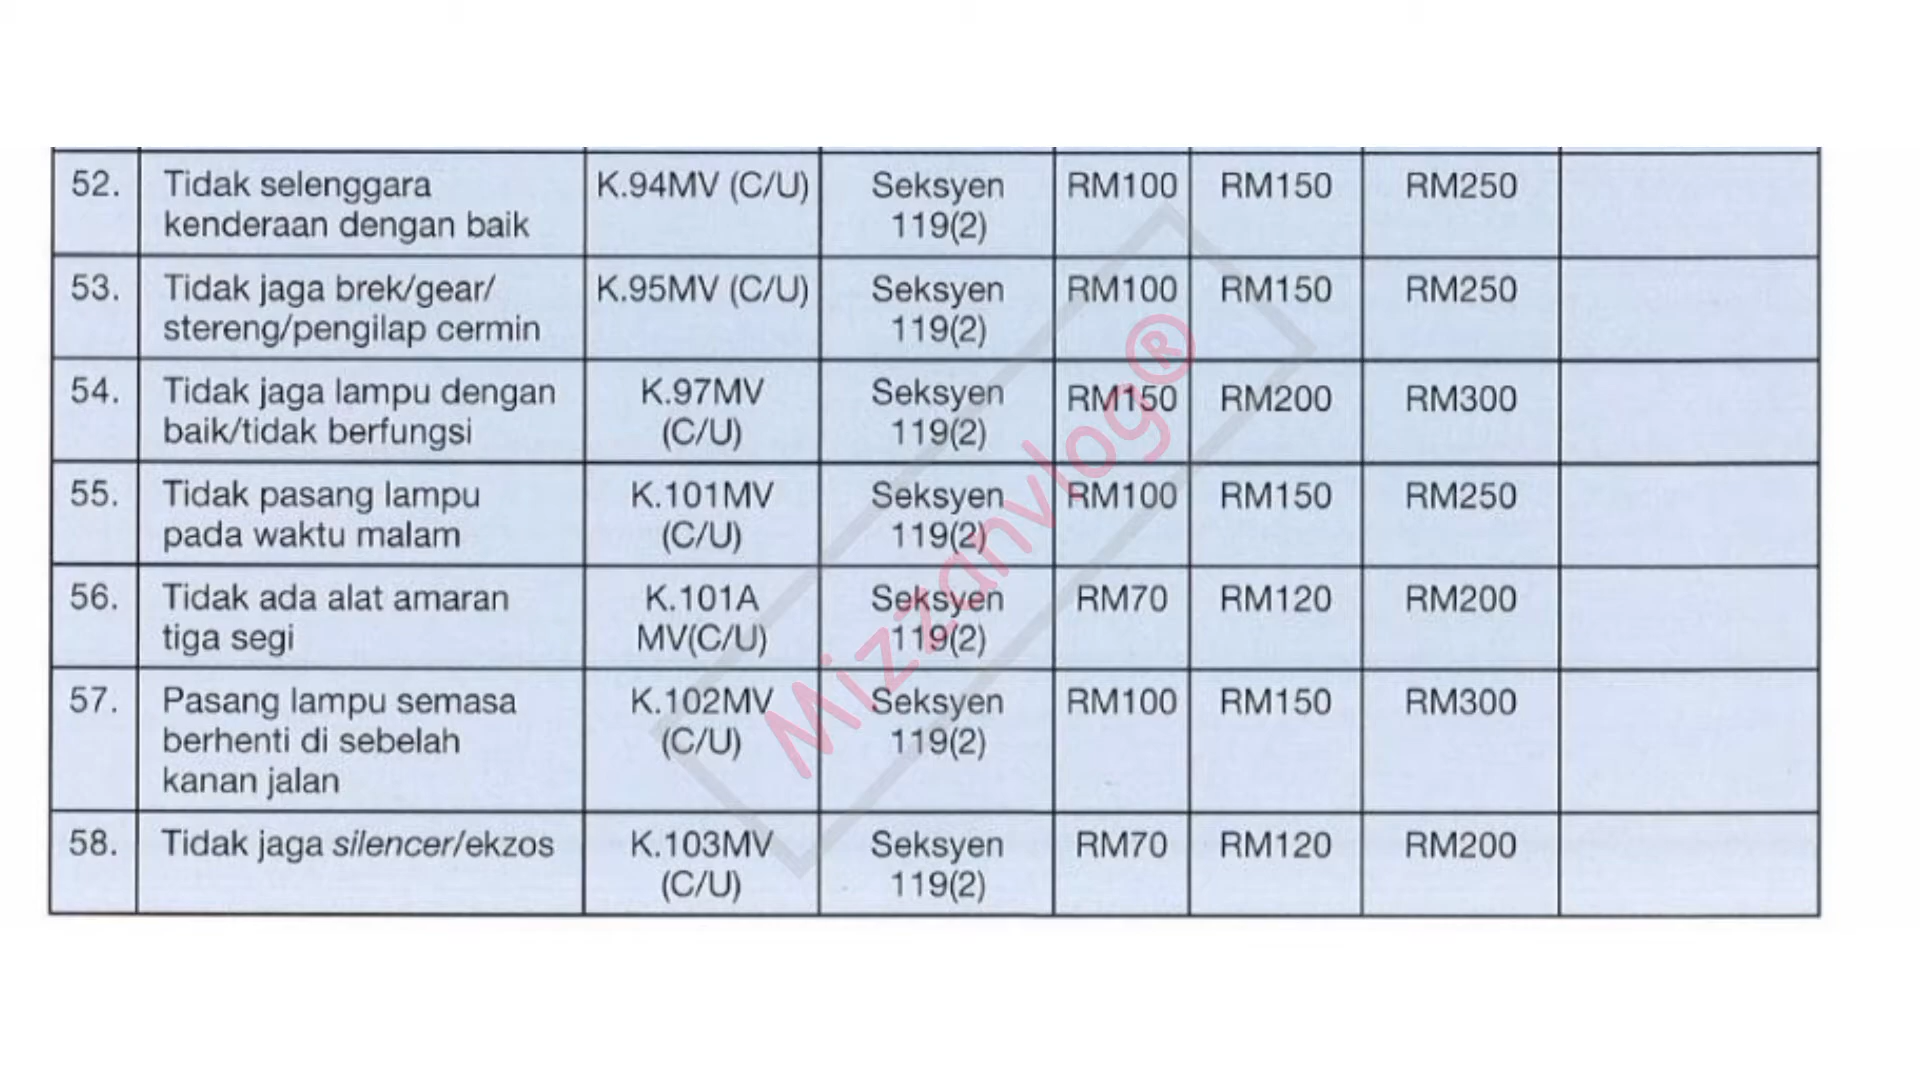 52. Tidak selenggara K.94MV (C/U) Seksyen RM100 RM150 RM250
kenderaan dengan baik 119(2)
53. Tidak jaga brek/gear/ K.95MV (C/U) Seksyen RM100 RM150 RM250
stereng/pengilap cermin 119(2)
54. Tidak jaga lampu dengan K.97MV Seksyen RM150 RM200 RM300
baik/tidak berfungsi (C/U) 119(2)
55. Tidak pasang lampu K.101MV Seksyen RM100 RM150 RM250
pada waktu malam (C/U) 119(2)
56. Tidak ada alat amaran K.101A Seksyen RM70 RM120 RM200
tiga segi MV(C/U) 119(2)
57. Pasang lampu semasa K.102MV Seksyen RM100 RM150 RM300
berhenti di sebelah (C/U) 119(2)
kanan jalan
58. Tidak jaga silencer/ekzos K.103MV Seksyen RM70 RM120 RM200
(C/U) 119(2)
Mizzanvlog®